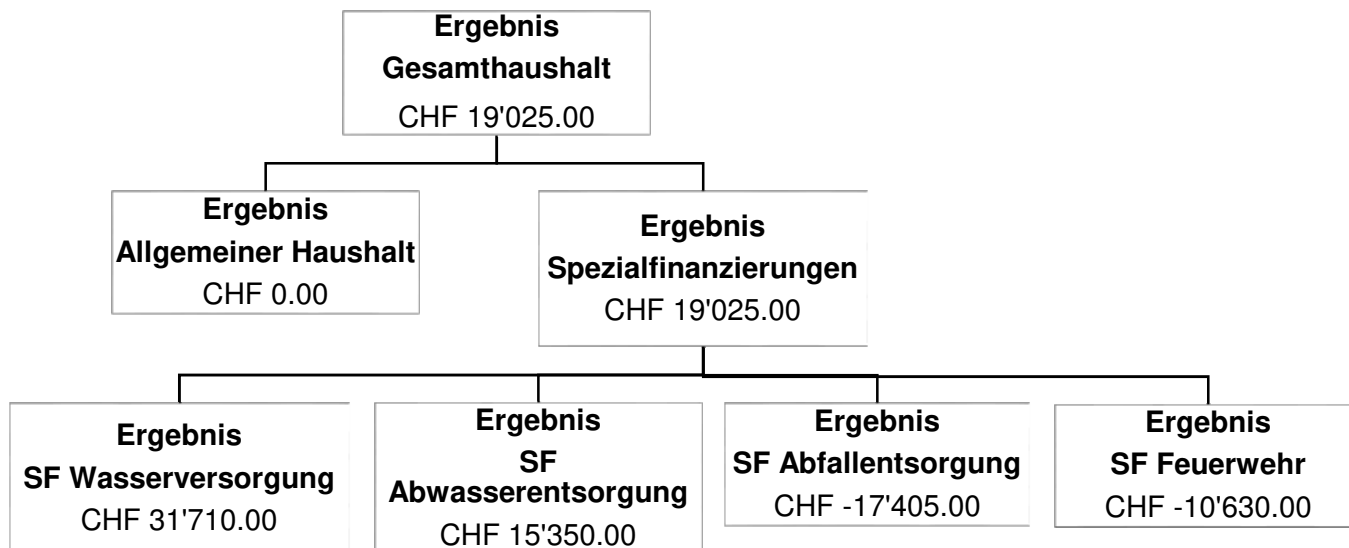 Ergebnis
Gesamthaushalt
CHF 19'025.00
Ergebnis
Allgemeiner Haushalt
CHF 0.00
Ergebnis
Spezialfinanzierungen
CHF 19'025.00
Ergebnis
SF Wasserversorgung
CHF 31'710.00
Ergebnis
SF
Abwasserentsorgung
CHF 15'350.00
Ergebnis
SF Abfallentsorgung
CHF -17'405.00
Ergebnis
SF Feuerwehr
CHF -10'630.00